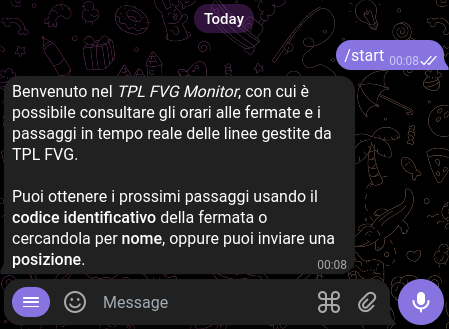 Today
/start 00:08
Benvenuto nel TPL FVG Monitor, con cui è
possibile consultare gli orari alle fermate e i
passaggi in tempo reale delle linee gestite da
TPL FVG.
Puoi ottenere i prossimi passaggi usando il
codice identificativo della fermata o
cercandola per nome, oppure puoi inviare una
posizione.
00:08
Message